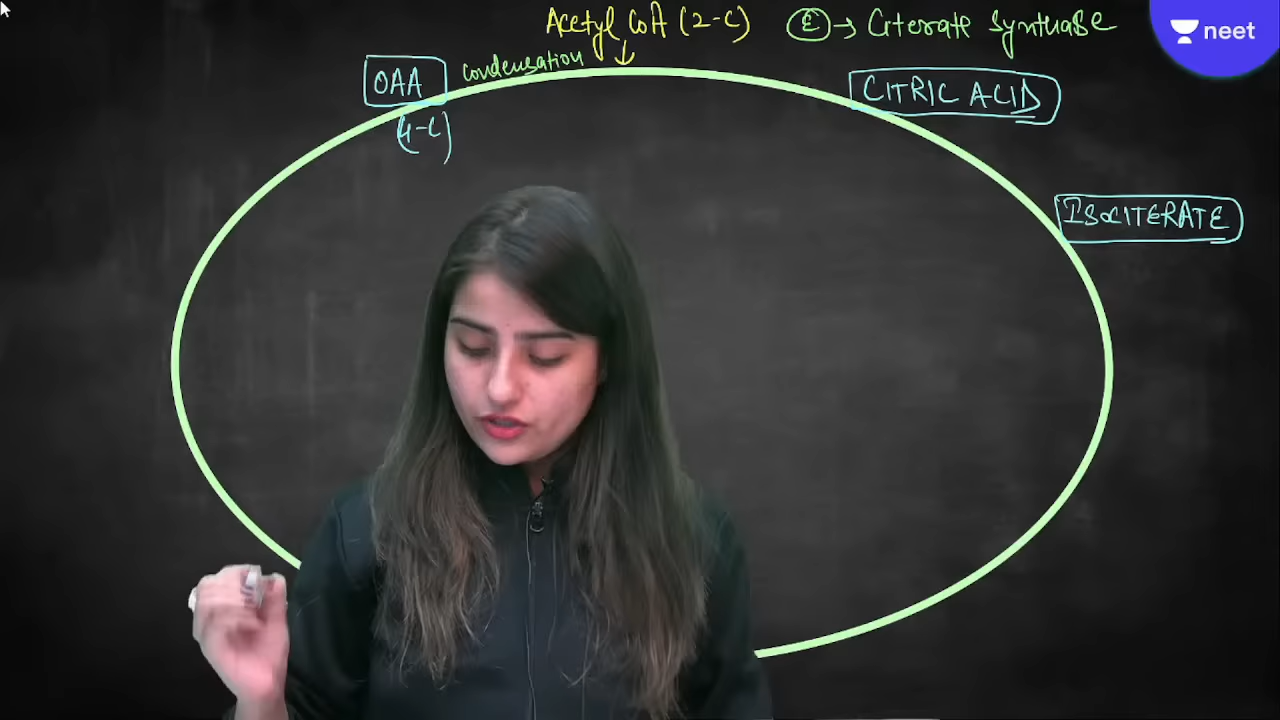 Acetyl CoA (2-C)
Ⓔ→ Citerate Synthase
neet
condensation ↓
OAA
CITRIC ACID
(4-C)
ISOCITERATE